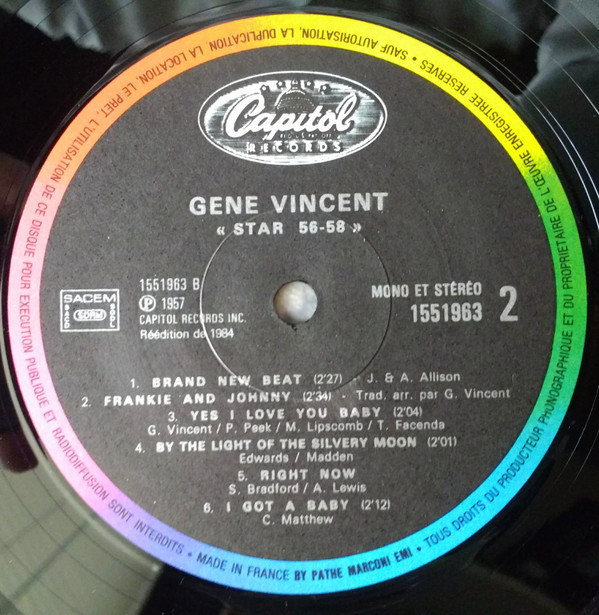 Capitol
RECORDS
GENE VINCENT
« STAR 56-58 »
1551963 B
Ⓟ 1957
CAPITOL RECORDS INC.
Réédition de 1984
SACEM
SDRM
MONO ET STÉRÉO
1551963
2
1. BRAND NEW BEAT (2'27) - J. & A. Allison
2. FRANKIE AND JOHNNY (2'34) - Trad. arr. par G. Vincent
3. YES I LOVE YOU BABY (2'04)
G. Vincent / P. Peek / M. Lipscomb / T. Facenda
4. BY THE LIGHT OF THE SILVERY MOON (2'01)
Edwards / Madden
5. RIGHT NOW
S. Bradford / A. Lewis
6. I GOT A BABY (2'12)
C. Matthew
• TOUS DROITS DU PRODUCTEUR PHONOGRAPHIQUE ET DU PROPRIETAIRE DE L'ŒUVRE ENREGISTREE RESERVES • SAUF AUTORISATION, LA DUPLICATION, LA LOCATION, LE PRET, L'UTILISATION DE CE DISQUE POUR EXECUTION PUBLIQUE ET RADIODIFFUSION SONT INTERDITS • MADE IN FRANCE BY PATHE MARCONI EMI